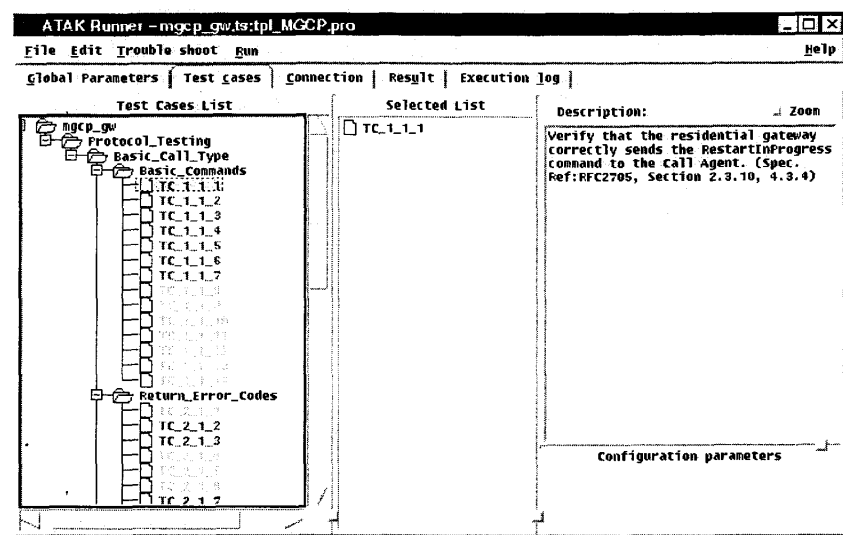 ATAK Runner - mgcp_gw.ts:tpl_MGCP.pro
File Edit Trouble shoot Run Help
Global Parameters Test cases Connection Result Execution log
Test Cases List
mgcp_gw
Protocol_Testing
Basic_Call_Type
Basic_Commands
TC_1_1_1
TC_1_1_2
TC_1_1_3
TC_1_1_4
TC_1_1_5
TC_1_1_6
TC_1_1_7
Return_Error_Codes
TC_2_1_2
TC_2_1_3
TC_2_1_7
Selected List
TC_1_1_1
Description: Zoom
Verify that the residential gateway
correctly sends the RestartInProgress
command to the Call Agent. (Spec.
Ref:RFC2705, Section 2.3.10, 4.3.4)
Configuration parameters